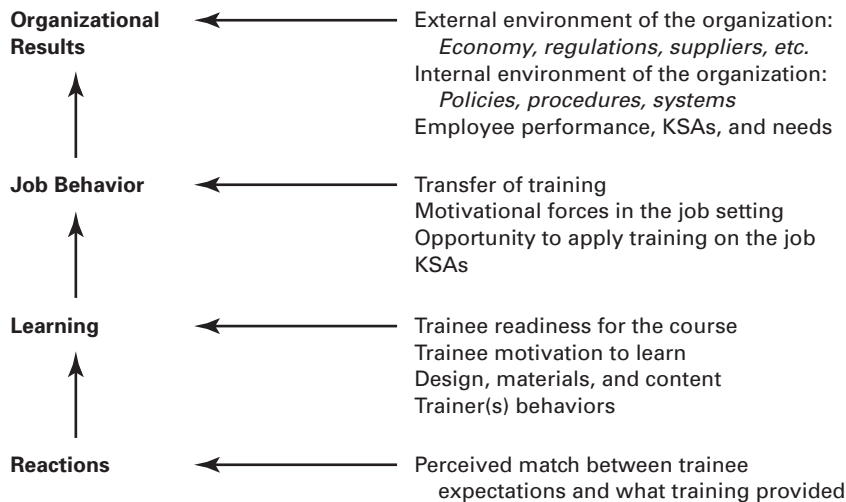 Organizational
Results
External environment of the organization:
Economy, regulations, suppliers, etc.
Internal environment of the organization:
Policies, procedures, systems
Employee performance, KSAs, and needs
Job Behavior
Transfer of training
Motivational forces in the job setting
Opportunity to apply training on the job
KSAs
Learning
Trainee readiness for the course
Trainee motivation to learn
Design, materials, and content
Trainer(s) behaviors
Reactions
Perceived match between trainee
expectations and what training provided